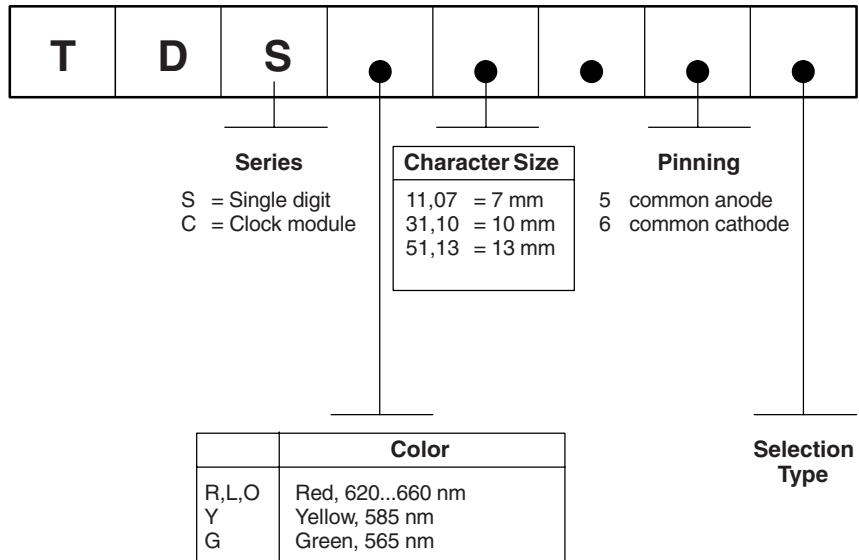 T D S
Series
S = Single digit
C = Clock module
Character Size
11,07 = 7 mm
31,10 = 10 mm
51,13 = 13 mm
Pinning
5 common anode
6 common cathode
Color
R,L,O Red, 620...660 nm
Y Yellow, 585 nm
G Green, 565 nm
Selection
Type